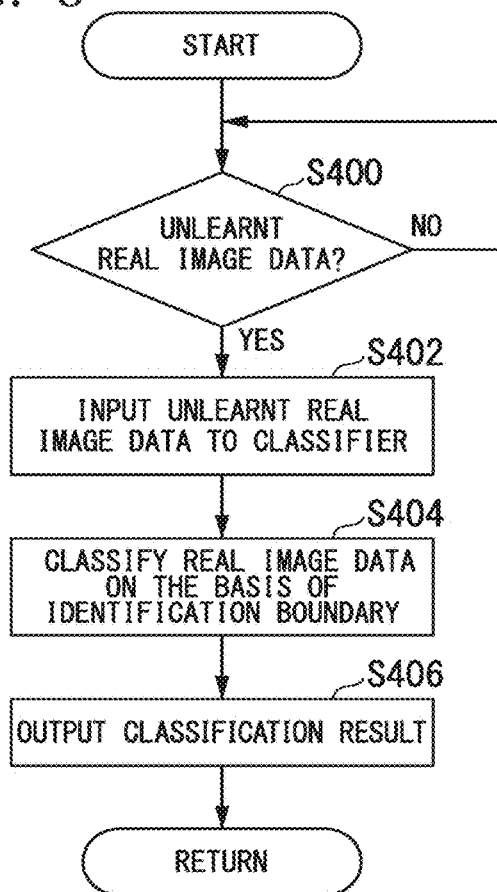 START
S400
UNLEARNT
REAL IMAGE DATA?
NO
YES
S402
INPUT UNLEARNT REAL
IMAGE DATA TO CLASSIFIER
S404
CLASSIFY REAL IMAGE DATA
ON THE BASIS OF
IDENTIFICATION BOUNDARY
S406
OUTPUT CLASSIFICATION RESULT
RETURN